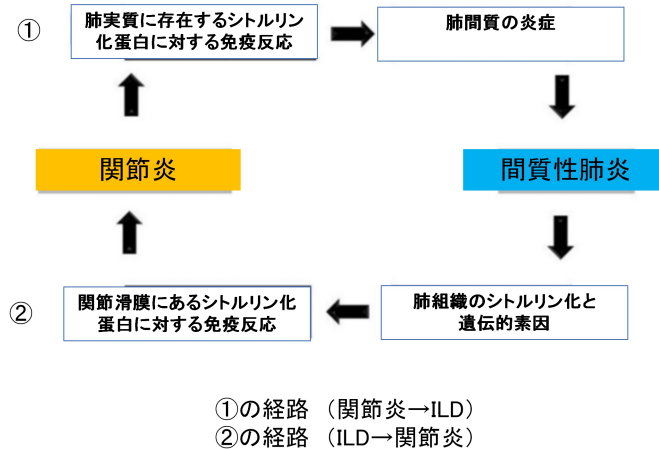 ①
肺実質に存在するシトルリン
化蛋白に対する免疫反応
肺間質の炎症
関節炎
間質性肺炎
②
関節滑膜にあるシトルリン化
蛋白に対する免疫反応
肺組織のシトルリン化と
遺伝的素因
①の経路 （関節炎→ILD）
②の経路 （ILD→関節炎）